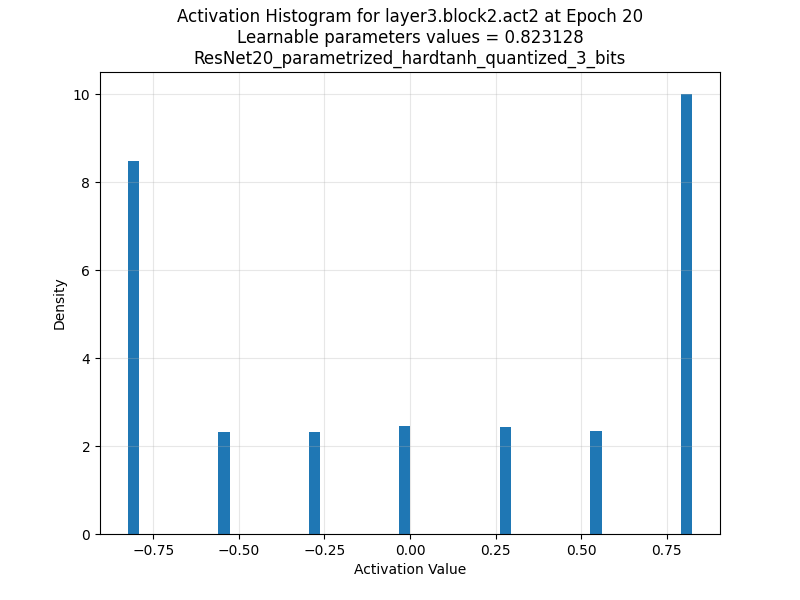 Activation Histogram for layer3.block2.act2 at Epoch 20
Learnable parameters values = 0.823128
ResNet20_parametrized_hardtanh_quantized_3_bits
10
8
6
4
2
0
Density
−0.75 −0.50 −0.25 0.00 0.25 0.50 0.75
Activation Value